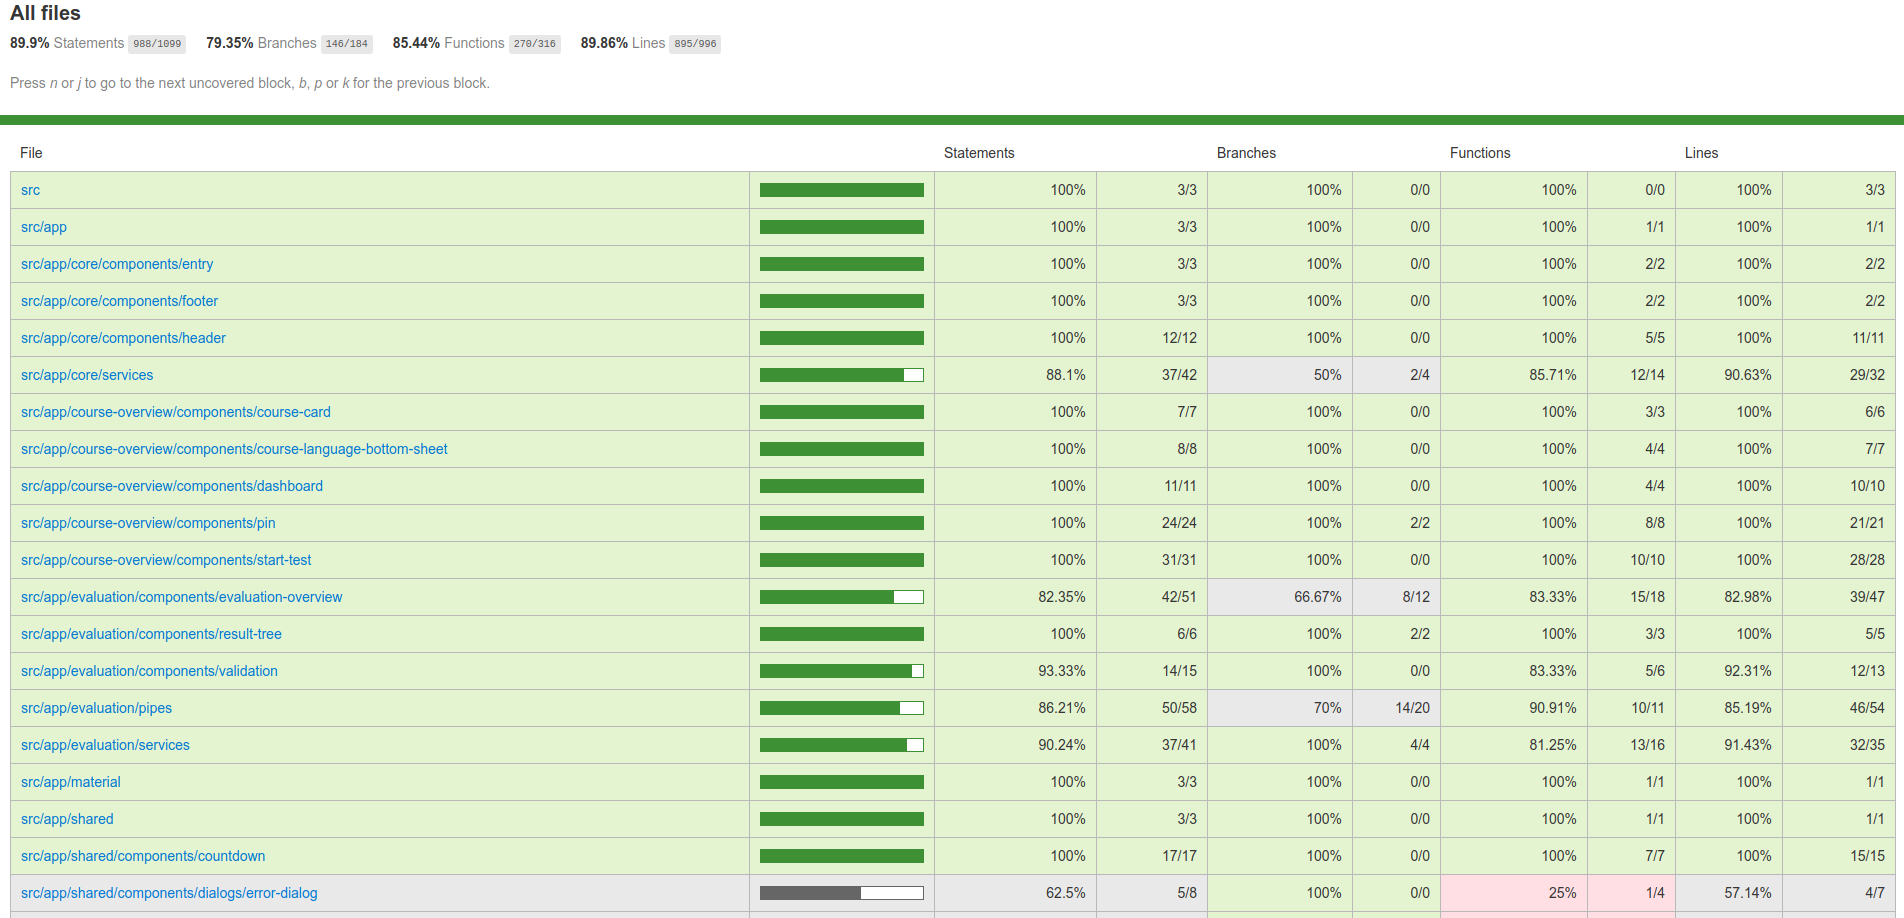 All files
89.9% Statements 988/1099 79.35% Branches 146/184 85.44% Functions 270/316 89.86% Lines 895/996
Press n or j to go to the next uncovered block, b, p or k for the previous block.
File Statements Branches Functions Lines
src 100% 3/3 100% 0/0 100% 0/0 100% 3/3
src/app 100% 3/3 100% 0/0 100% 1/1 100% 1/1
src/app/core/components/entry 100% 3/3 100% 0/0 100% 2/2 100% 2/2
src/app/core/components/footer 100% 3/3 100% 0/0 100% 2/2 100% 2/2
src/app/core/components/header 100% 12/12 100% 0/0 100% 5/5 100% 11/11
src/app/core/services 88.1% 37/42 50% 2/4 85.71% 12/14 90.63% 29/32
src/app/course-overview/components/course-card 100% 7/7 100% 0/0 100% 3/3 100% 6/6
src/app/course-overview/components/course-language-bottom-sheet 100% 8/8 100% 0/0 100% 4/4 100% 7/7
src/app/course-overview/components/dashboard 100% 11/11 100% 0/0 100% 4/4 100% 10/10
src/app/course-overview/components/pin 100% 24/24 100% 2/2 100% 8/8 100% 21/21
src/app/course-overview/components/start-test 100% 31/31 100% 0/0 100% 10/10 100% 28/28
src/app/evaluation/components/evaluation-overview 82.35% 42/51 66.67% 8/12 83.33% 15/18 82.98% 39/47
src/app/evaluation/components/result-tree 100% 6/6 100% 2/2 100% 3/3 100% 5/5
src/app/evaluation/components/validation 93.33% 14/15 100% 0/0 83.33% 5/6 92.31% 12/13
src/app/evaluation/pipes 86.21% 50/58 70% 14/20 90.91% 10/11 85.19% 46/54
src/app/evaluation/services 90.24% 37/41 100% 4/4 81.25% 13/16 91.43% 32/35
src/app/material 100% 3/3 100% 0/0 100% 1/1 100% 1/1
src/app/shared 100% 3/3 100% 0/0 100% 1/1 100% 1/1
src/app/shared/components/countdown 100% 17/17 100% 0/0 100% 7/7 100% 15/15
src/app/shared/components/dialogs/error-dialog 62.5% 5/8 100% 0/0 25% 1/4 57.14% 4/7